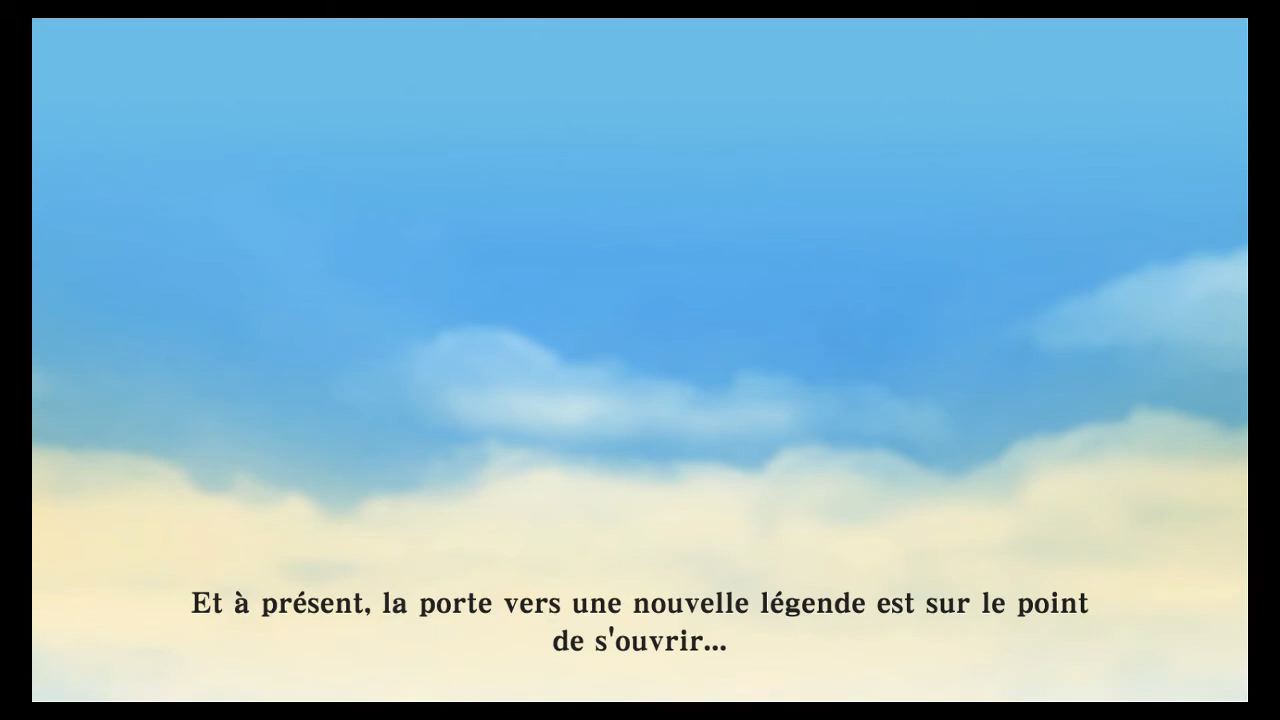 Et à présent, la porte vers une nouvelle légende est sur le point
de s'ouvrir...